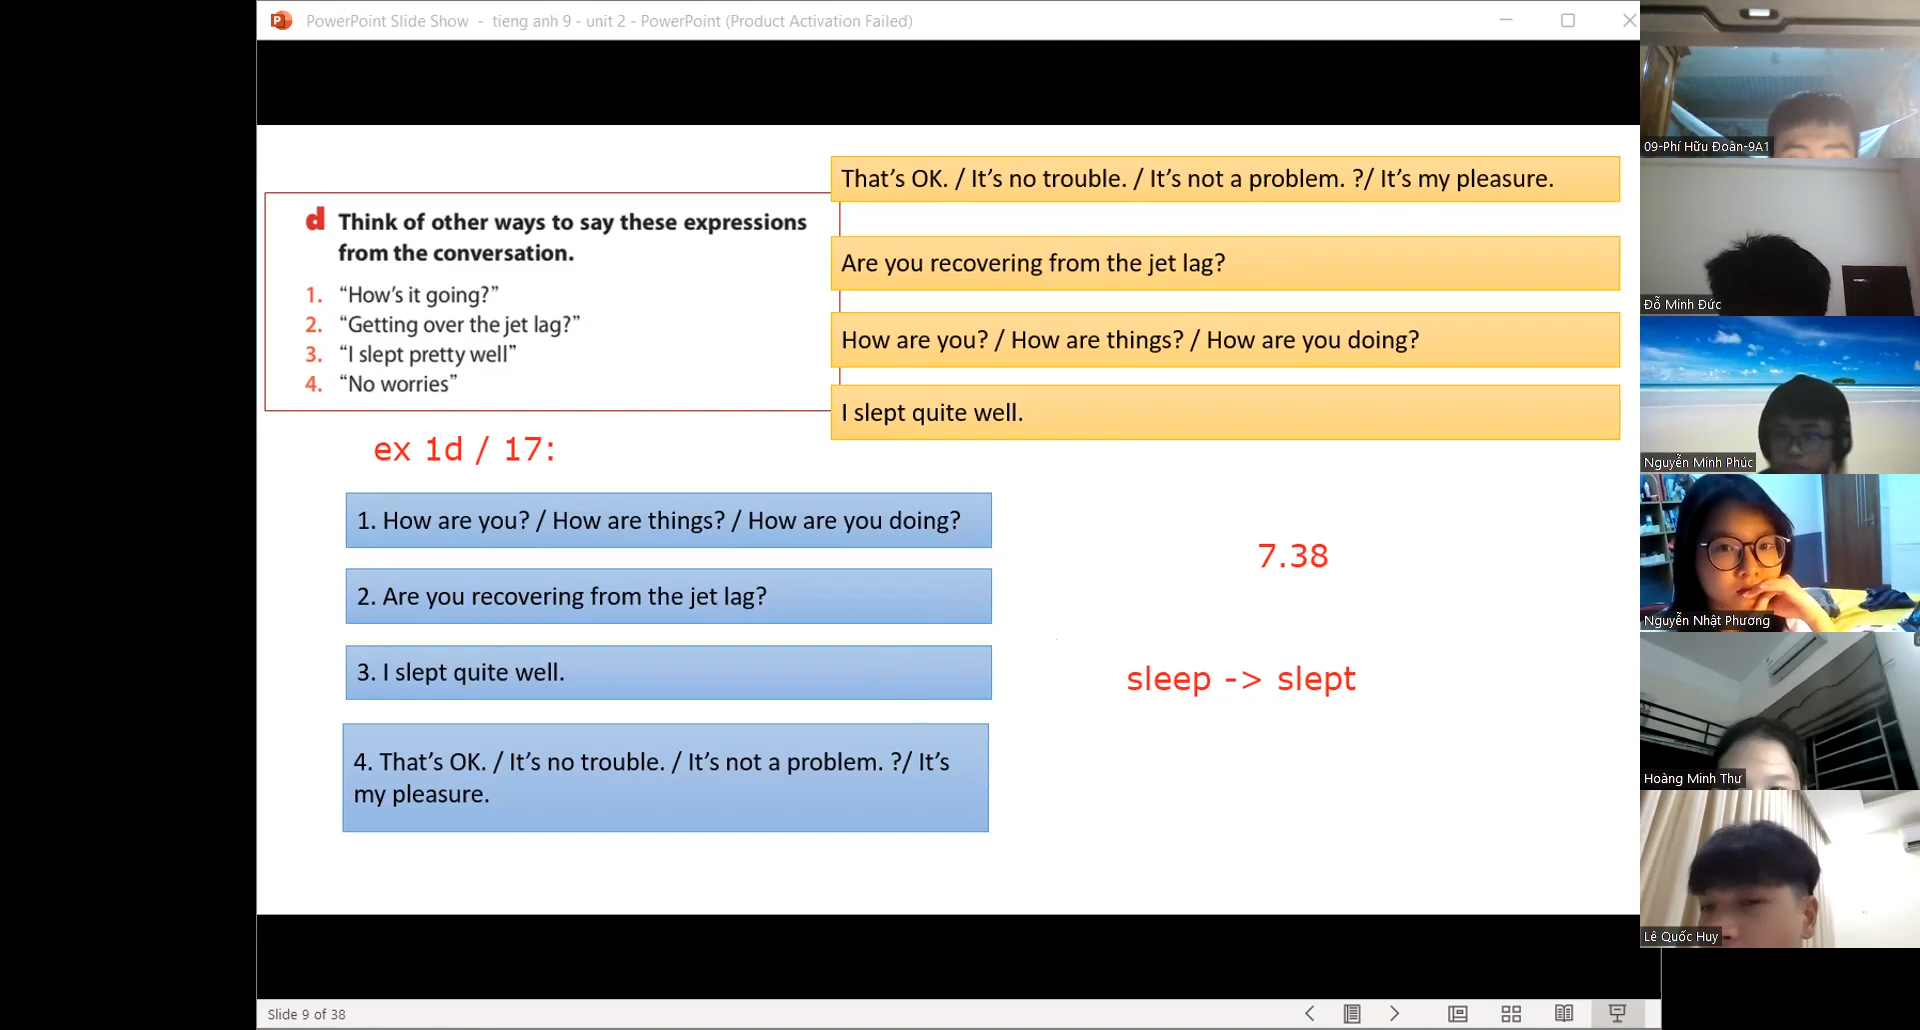 PowerPoint Slide Show - tieng anh 9 - unit 2 - PowerPoint (Product Activation Failed)
That's OK. / It's no trouble. / It's not a problem. ?/ It's my pleasure.
d Think of other ways to say these expressions
from the conversation.
1. “How's it going?”
2. “Getting over the jet lag?”
3. “I slept pretty well”
4. “No worries”
Are you recovering from the jet lag?
How are you? / How are things? / How are you doing?
I slept quite well.
ex 1d / 17:
1. How are you? / How are things? / How are you doing?
2. Are you recovering from the jet lag?
3. I slept quite well.
4. That's OK. / It's no trouble. / It's not a problem. ?/ It's
my pleasure.
7.38
sleep -> slept
09-Phí Hữu Đoàn-9A1
Đỗ Minh Đức
Nguyễn Minh Phúc
Nguyễn Nhật Phương
Hoàng Minh Thư
Lê Quốc Huy
Slide 9 of 38